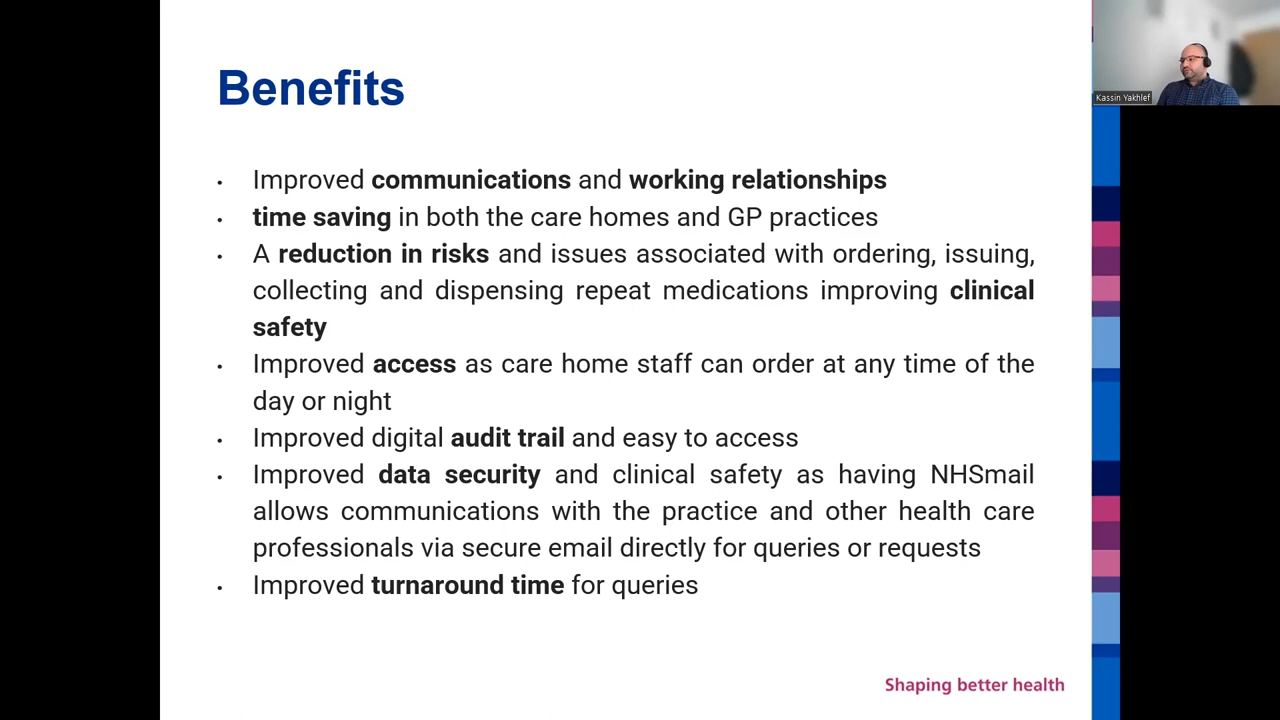 Benefits
Kassin Yakhlef
• Improved communications and working relationships
• time saving in both the care homes and GP practices
• A reduction in risks and issues associated with ordering, issuing,
collecting and dispensing repeat medications improving clinical
safety
• Improved access as care home staff can order at any time of the
day or night
• Improved digital audit trail and easy to access
• Improved data security and clinical safety as having NHSmail
allows communications with the practice and other health care
professionals via secure email directly for queries or requests
• Improved turnaround time for queries
Shaping better health